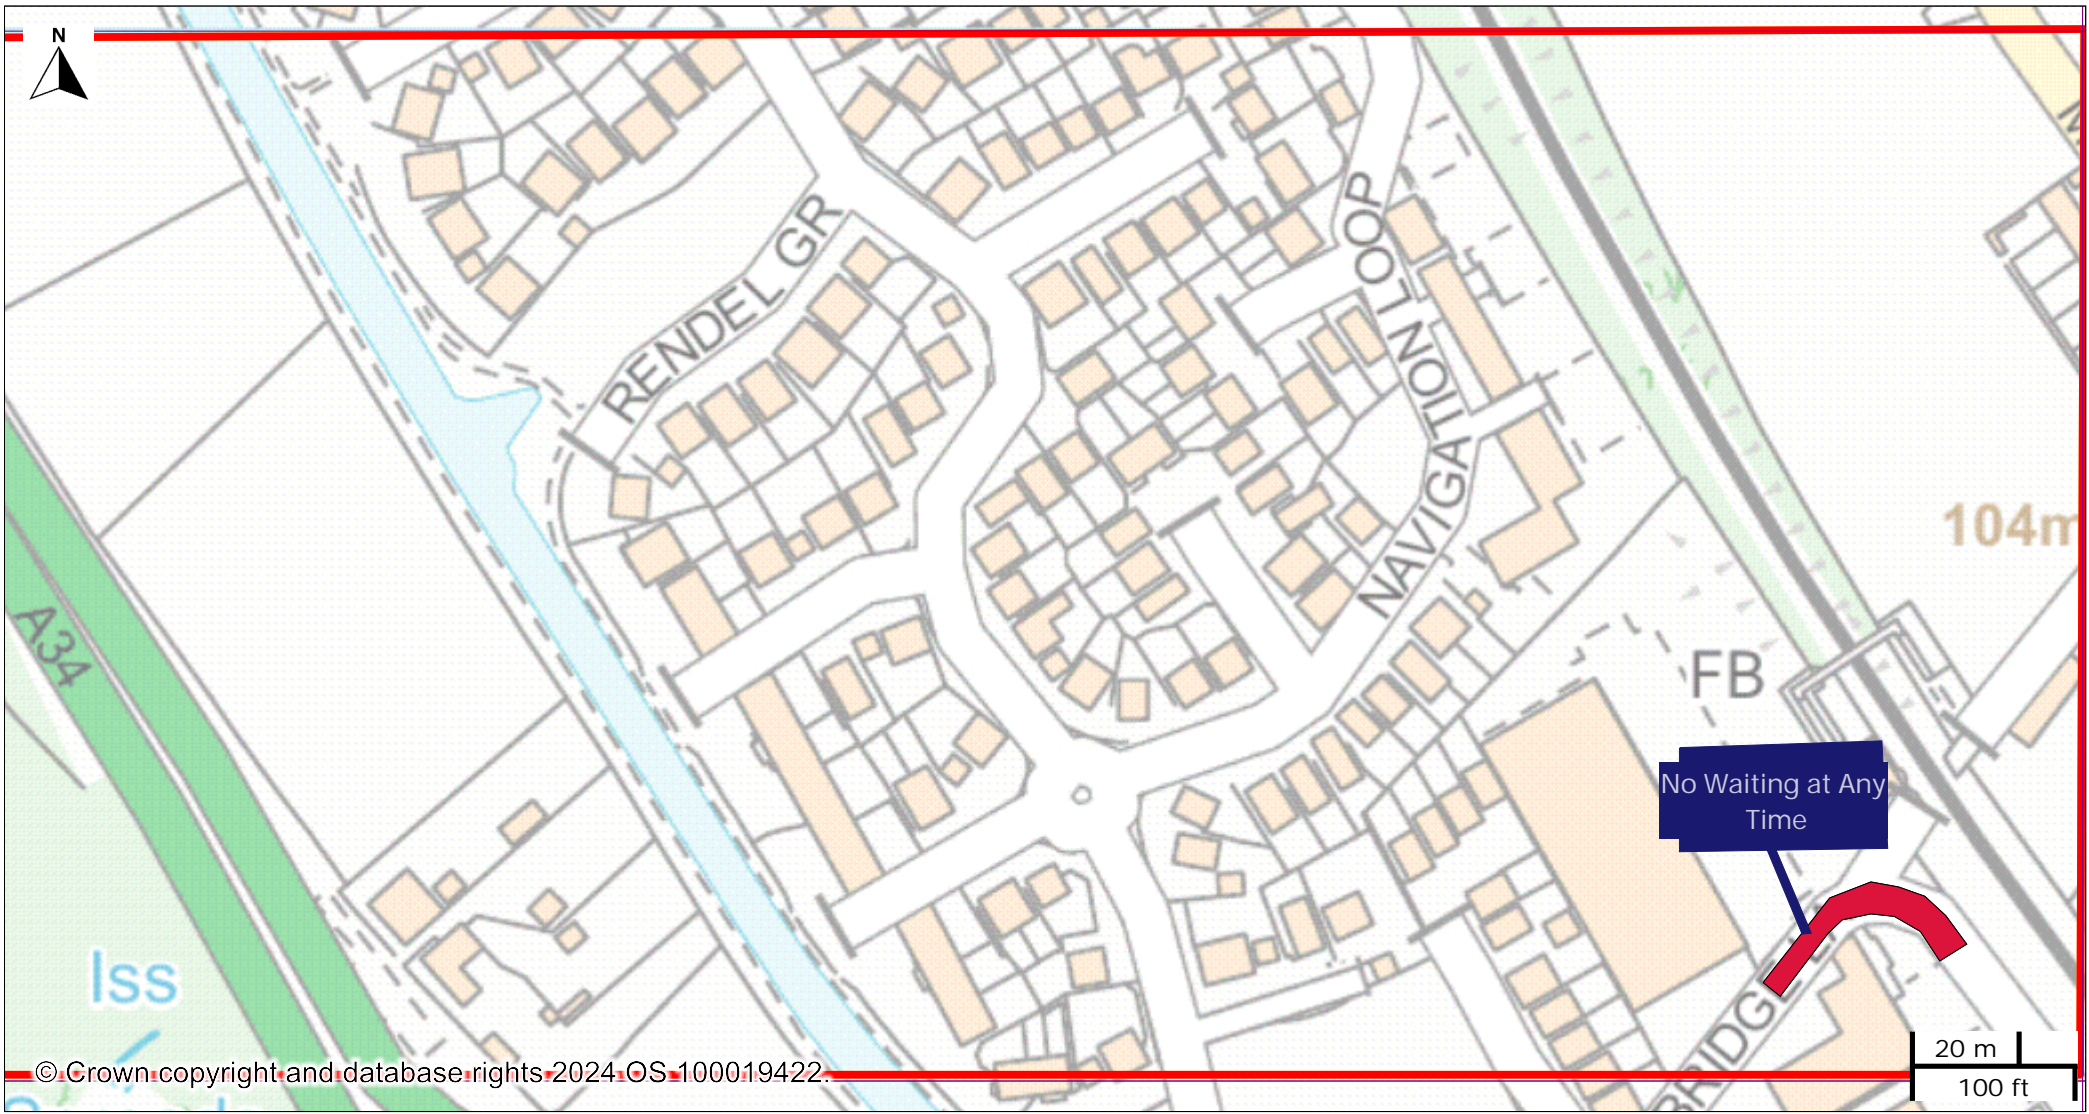 N
RENDEL GR
NAVIGATION LOOP
A34
104m
FB
No Waiting at Any
Time
Iss
BRIDGE
20 m
100 ft
© Crown copyright and database rights 2024 OS 100019422.